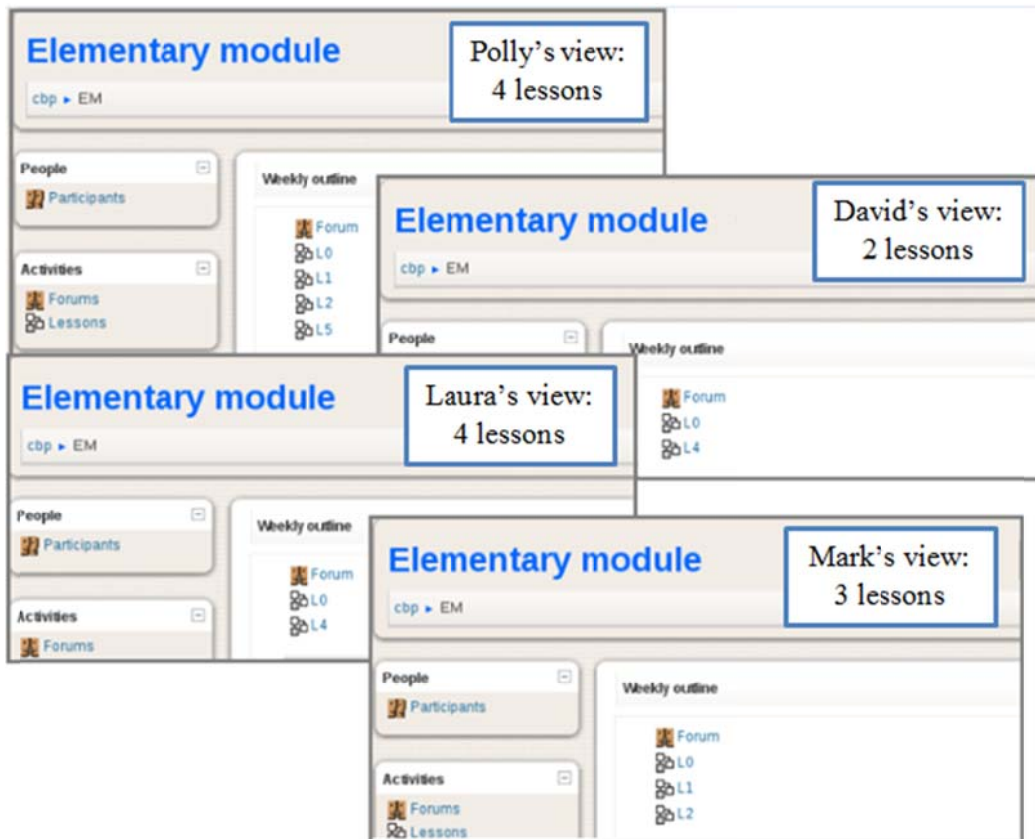 Elementary module
Polly's view:
4 lessons
cbp ▸ EM
People
Participants
Activities
Forums
Lessons
Weekly outline
Forum
L0
L1
L2
L5
Elementary module
David's view:
2 lessons
cbp ▸ EM
People
Weekly outline
Forum
L0
L4
Elementary module
Laura's view:
4 lessons
cbp ▸ EM
People
Participants
Activities
Forums
Weekly outline
Forum
L0
L4
Elementary module
Mark's view:
3 lessons
cbp ▸ EM
People
Participants
Activities
Forums
Lessons
Weekly outline
Forum
L0
L1
L2